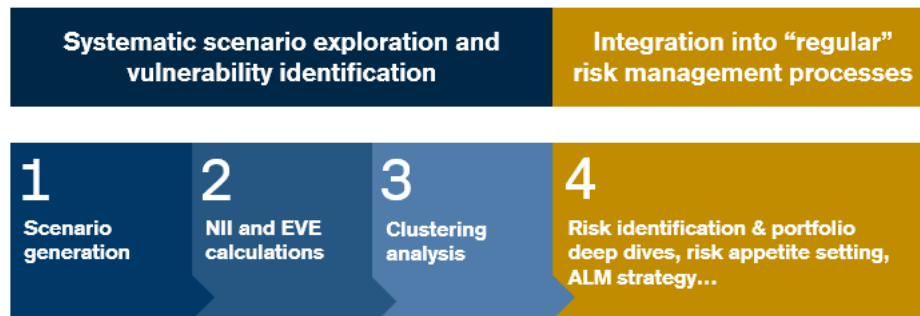 Systematic scenario exploration and
vulnerability identification
Integration into “regular”
risk management processes
1
Scenario
generation
2
NII and EVE
calculations
3
Clustering
analysis
4
Risk identification & portfolio
deep dives, risk appetite setting,
ALM strategy...